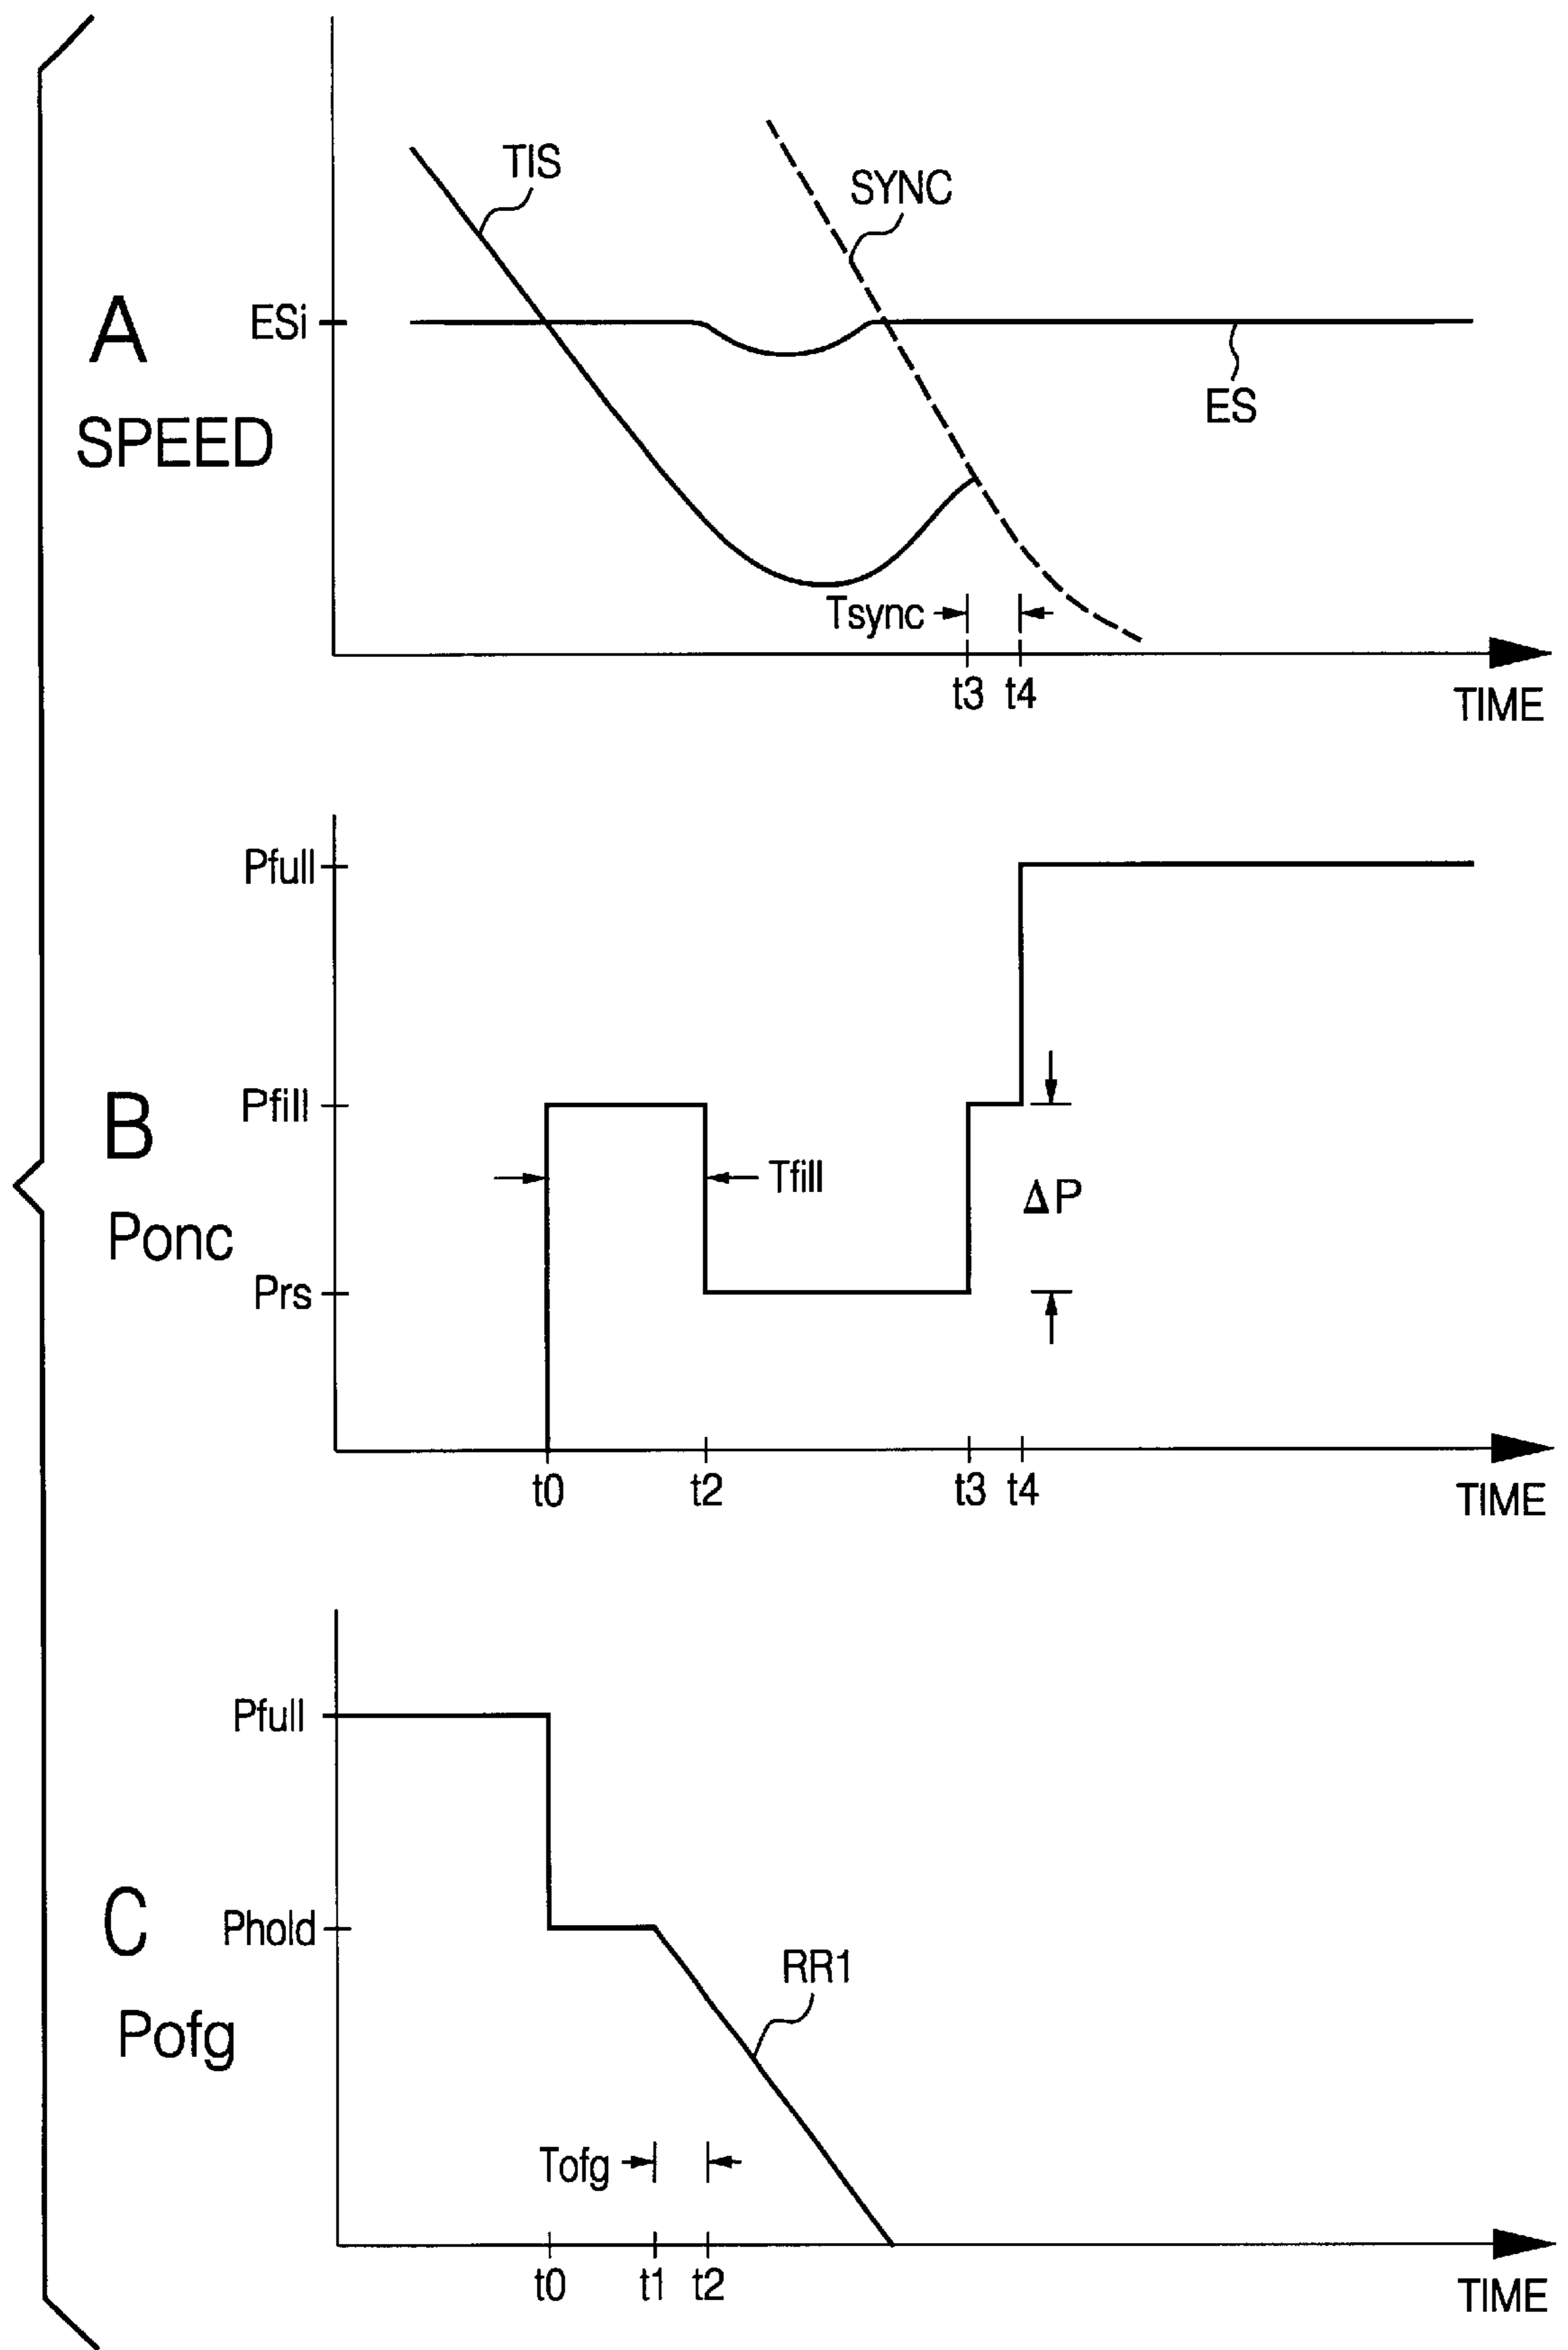 A
SPEED
TIS
SYNC
ESi
ES
Tsync
t3 t4
TIME
B
Ponc
Pfull
Pfill
Tfill
ΔP
Prs
t0 t2 t3 t4
TIME
C
Pofg
Pfull
Phold
RR1
Tofg
t0 t1 t2
TIME